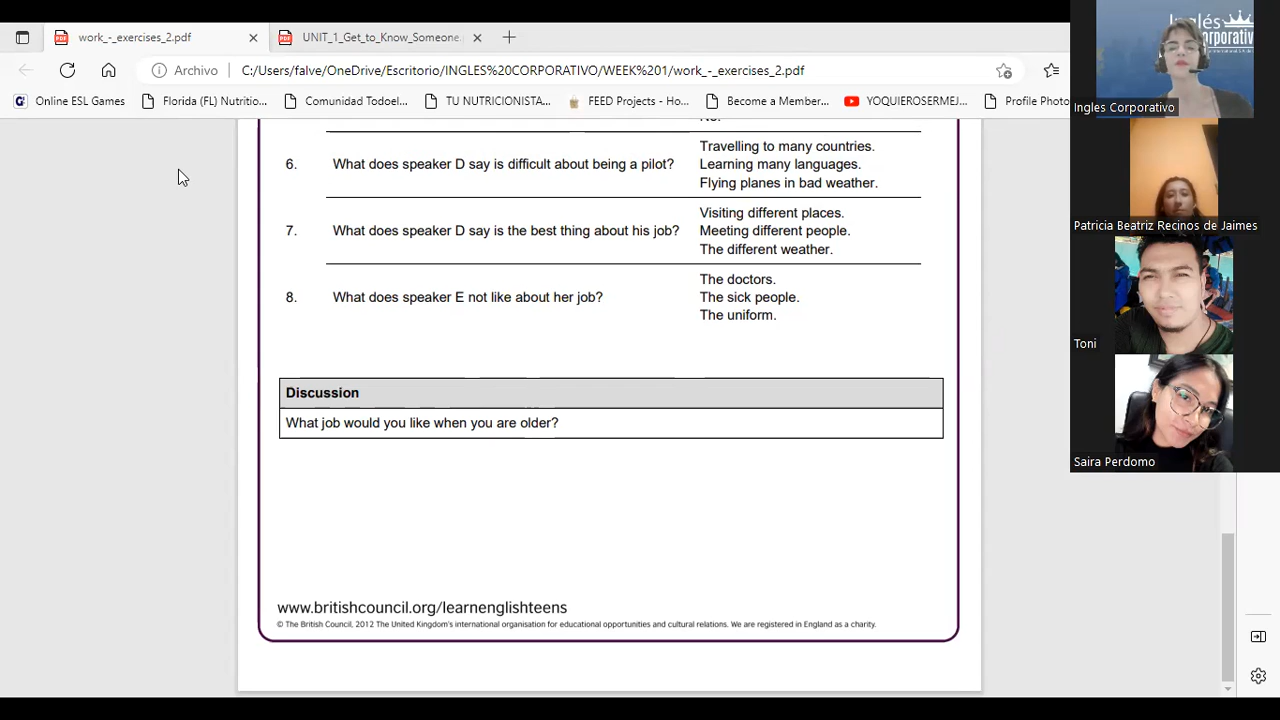 work_-_exercises_2.pdf
UNIT_1_Get_to_Know_Someone.
Archivo
C:/Users/falve/OneDrive/Escritorio/INGLES%20CORPORATIVO/WEEK%201/work_-_exercises_2.pdf
Online ESL Games
Florida (FL) Nutritio...
Comunidad Todoel...
TU NUTRICIONISTA...
FEED Projects - Ho...
Become a Member...
YOQUIEROSERMEJ...
Profile Photo
No.
6. What does speaker D say is difficult about being a pilot?
Travelling to many countries.
Learning many languages.
Flying planes in bad weather.
7. What does speaker D say is the best thing about his job?
Visiting different places.
Meeting different people.
The different weather.
8. What does speaker E not like about her job?
The doctors.
The sick people.
The uniform.
Discussion
What job would you like when you are older?
www.britishcouncil.org/learnenglishteens
© The British Council, 2012 The United Kingdom's international organisation for educational opportunities and cultural relations. We are registered in England as a charity.
Inglés
Ingles Corporativo
Patricia Beatriz Recinos de Jaimes
Toni
Saira Perdomo